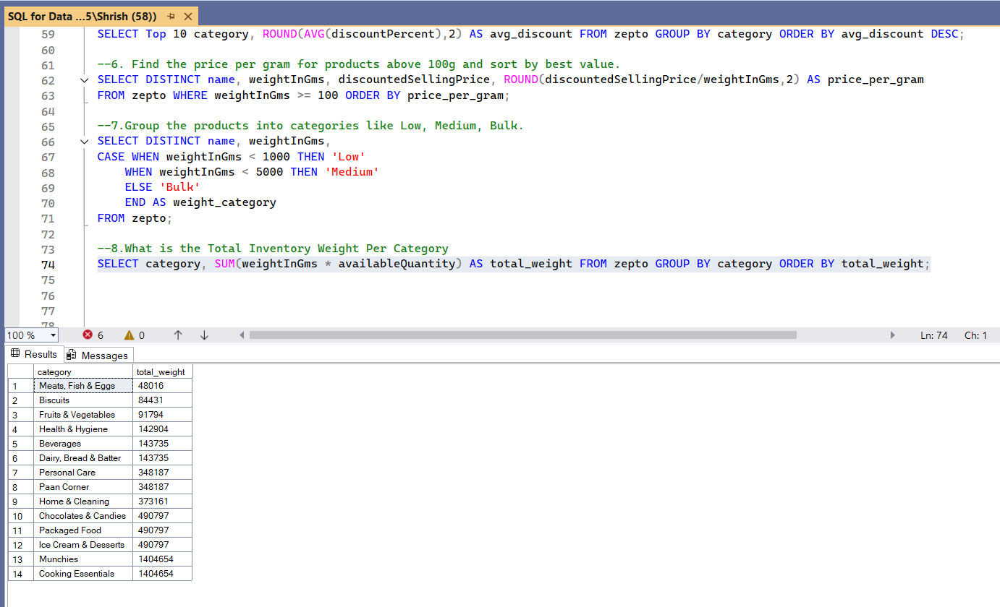 SQL for Data ...5\Shrish (58))
59 SELECT Top 10 category, ROUND(AVG(discountPercent),2) AS avg_discount FROM zepto GROUP BY category ORDER BY avg_discount DESC;
60
61 --6. Find the price per gram for products above 100g and sort by best value.
62 SELECT DISTINCT name, weightInGms, discountedSellingPrice, ROUND(discountedSellingPrice/weightInGms,2) AS price_per_gram
63 FROM zepto WHERE weightInGms >= 100 ORDER BY price_per_gram;
64
65 --7.Group the products into categories like Low, Medium, Bulk.
66 SELECT DISTINCT name, weightInGms,
67 CASE WHEN weightInGms < 1000 THEN 'Low'
68 WHEN weightInGms < 5000 THEN 'Medium'
69 ELSE 'Bulk'
70 END AS weight_category
71 FROM zepto;
72
73 --8.What is the Total Inventory Weight Per Category
74 SELECT category, SUM(weightInGms * availableQuantity) AS total_weight FROM zepto GROUP BY category ORDER BY total_weight;
75
76
77
78
100 % 6 0 Ln: 74 Ch: 1
Results Messages
category total_weight
1 Meats, Fish & Eggs 48016
2 Biscuits 84431
3 Fruits & Vegetables 91794
4 Health & Hygiene 142904
5 Beverages 143735
6 Dairy, Bread & Batter 143735
7 Personal Care 348187
8 Paan Corner 348187
9 Home & Cleaning 373161
10 Chocolates & Candies 490797
11 Packaged Food 490797
12 Ice Cream & Desserts 490797
13 Munchies 1404654
14 Cooking Essentials 1404654